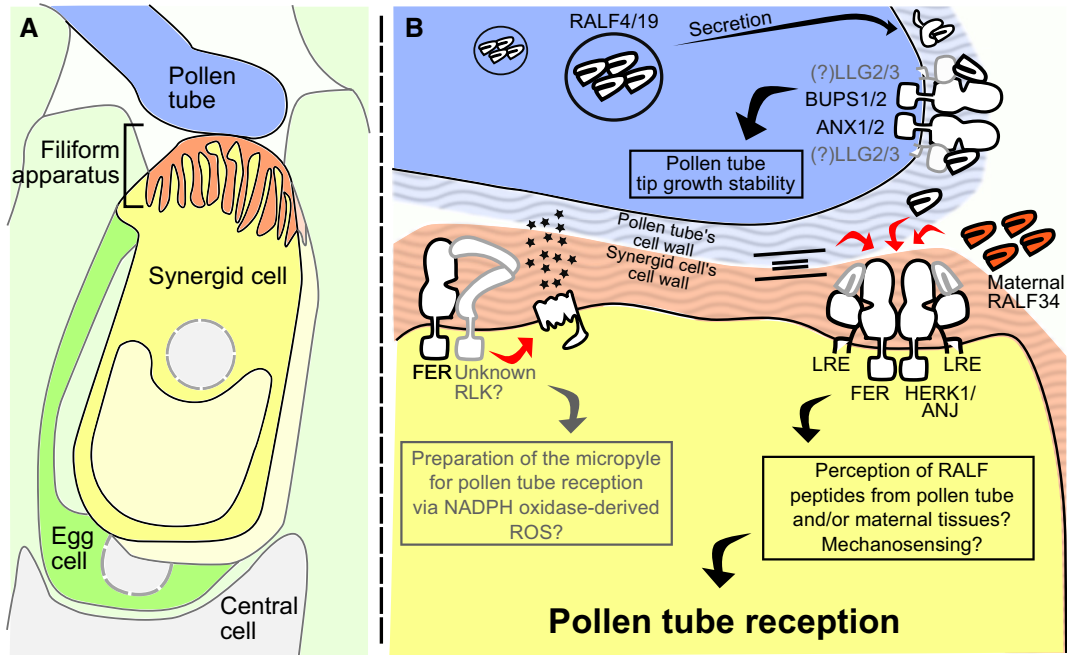 A
Pollen
tube
Filiform
apparatus
Synergid cell
Egg
cell
Central
cell
B
RALF4/19
Secretion
(?)LLG2/3
BUPS1/2
ANX1/2
(?)LLG2/3
Pollen tube
tip growth stability
Pollen tube's
cell wall
Synergid cell's
cell wall
Maternal
RALF34
FER
Unknown
RLK?
LRE
LRE
FER
HERK1/
ANJ
Preparation of the micropyle
for pollen tube reception
via NADPH oxidase-derived
ROS?
Perception of RALF
peptides from pollen tube
and/or maternal tissues?
Mechanosensing?
Pollen tube reception